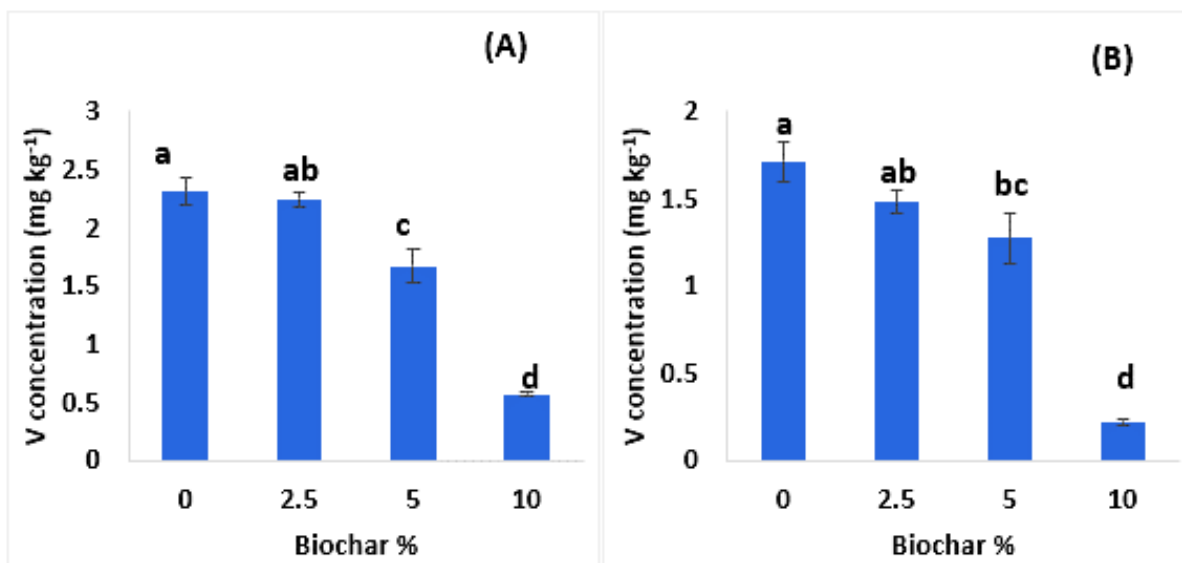 (A)
V concentration (mg kg⁻¹)
3
2.5
2
1.5
1
0.5
0
a
ab
c
d
0 2.5 5 10
Biochar %
(B)
V concentration (mg kg⁻¹)
2
1.5
1
0.5
0
a
ab
bc
d
0 2.5 5 10
Biochar %